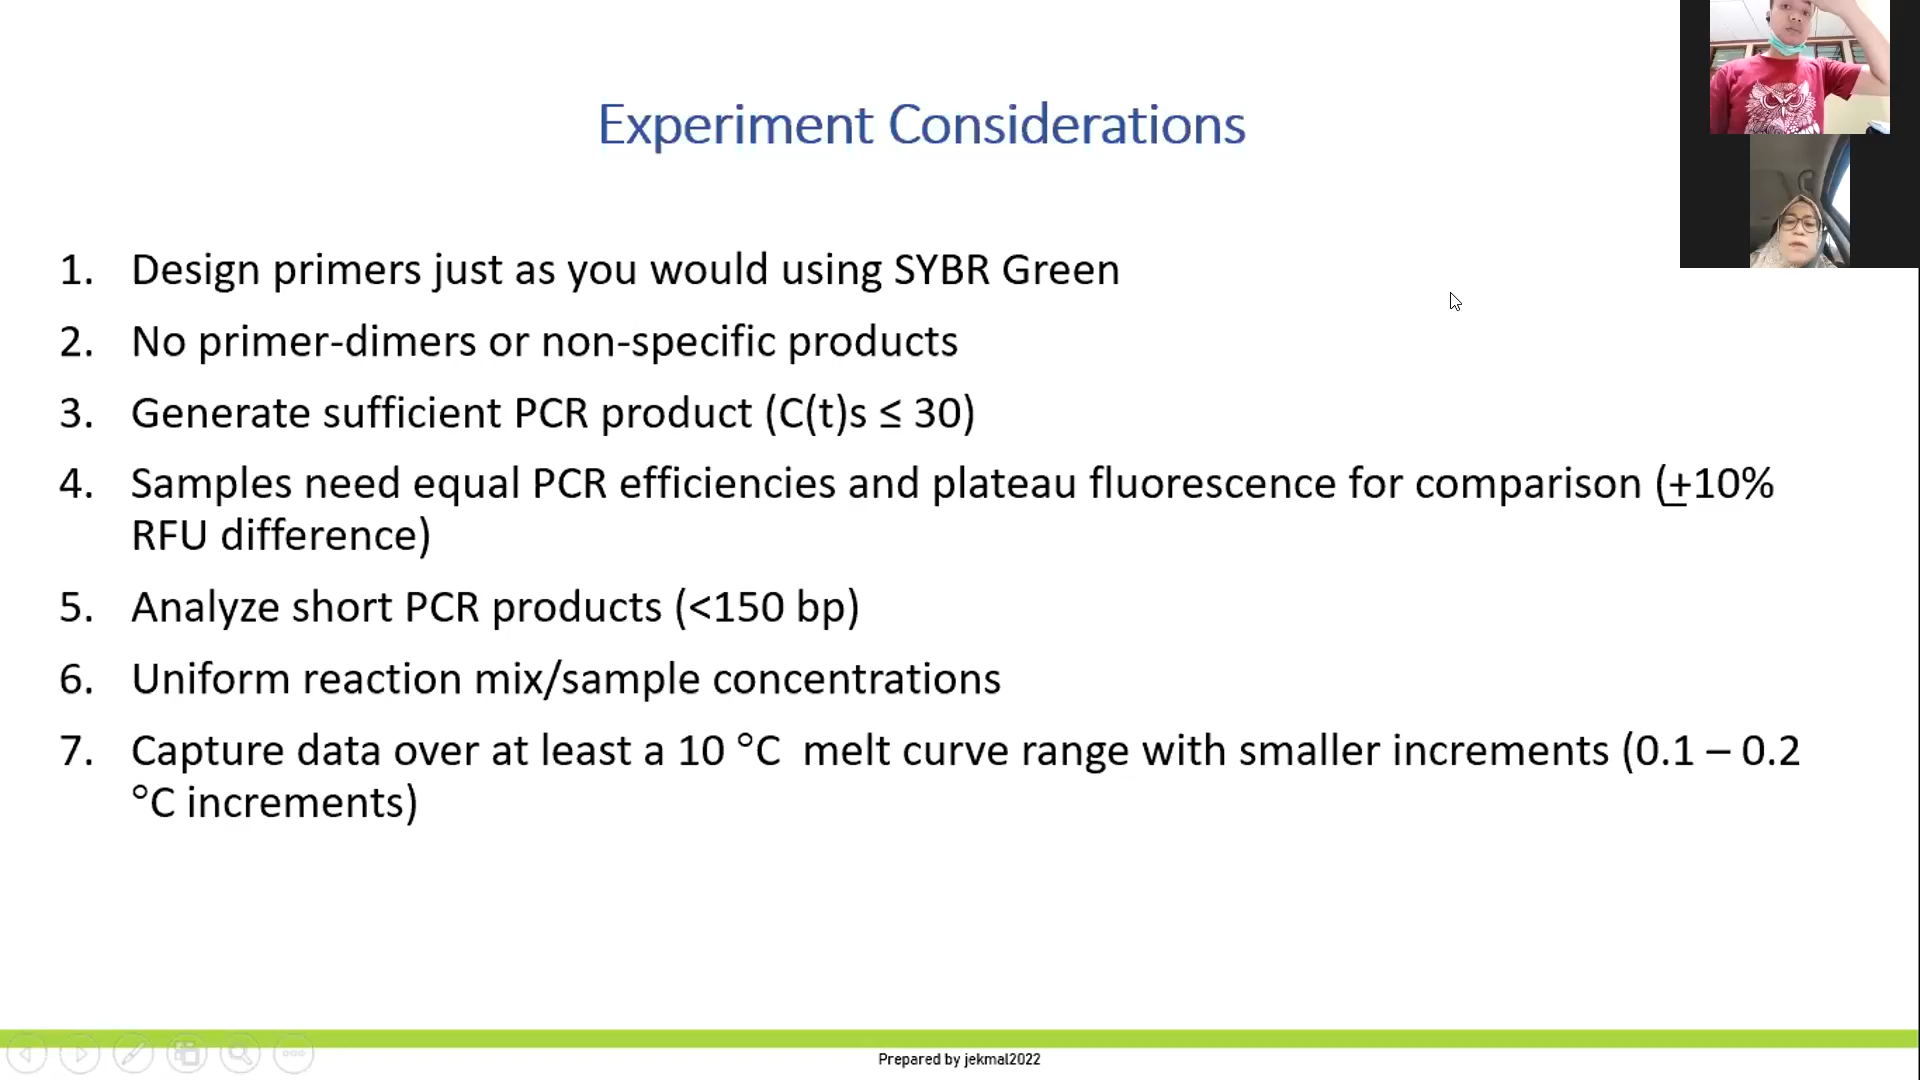 Experiment Considerations
1. Design primers just as you would using SYBR Green
2. No primer-dimers or non-specific products
3. Generate sufficient PCR product (C(t)s ≤ 30)
4. Samples need equal PCR efficiencies and plateau fluorescence for comparison (±10%
RFU difference)
5. Analyze short PCR products (<150 bp)
6. Uniform reaction mix/sample concentrations
7. Capture data over at least a 10 °C  melt curve range with smaller increments (0.1 – 0.2
°C increments)
Prepared by jekmal2022